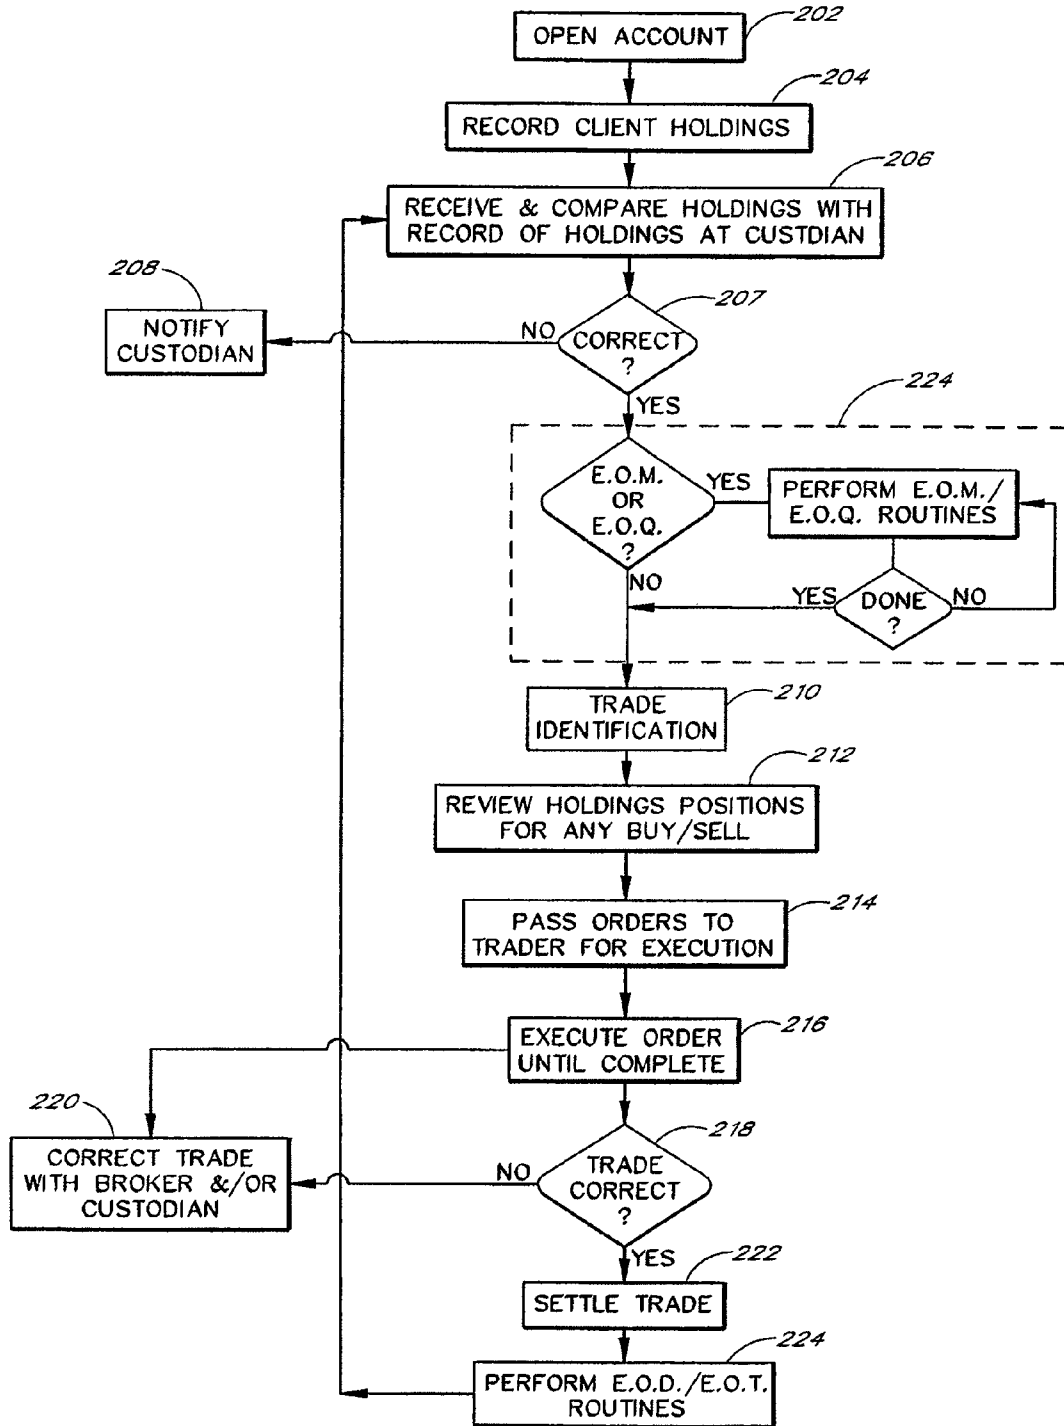 202
OPEN ACCOUNT
204
RECORD CLIENT HOLDINGS
206
RECEIVE & COMPARE HOLDINGS WITH
RECORD OF HOLDINGS AT CUSTDIAN
208
207
NOTIFY
CUSTODIAN
NO
CORRECT
?
YES
224
E.O.M.
OR
E.O.Q.
?
YES
PERFORM E.O.M./
E.O.Q. ROUTINES
NO
YES
DONE
?
NO
210
TRADE
IDENTIFICATION
212
REVIEW HOLDINGS POSITIONS
FOR ANY BUY/SELL
214
PASS ORDERS TO
TRADER FOR EXECUTION
216
EXECUTE ORDER
UNTIL COMPLETE
220
218
CORRECT TRADE
WITH BROKER &/OR
CUSTODIAN
NO
TRADE
CORRECT
?
YES
222
SETTLE TRADE
224
PERFORM E.O.D./E.O.T.
ROUTINES